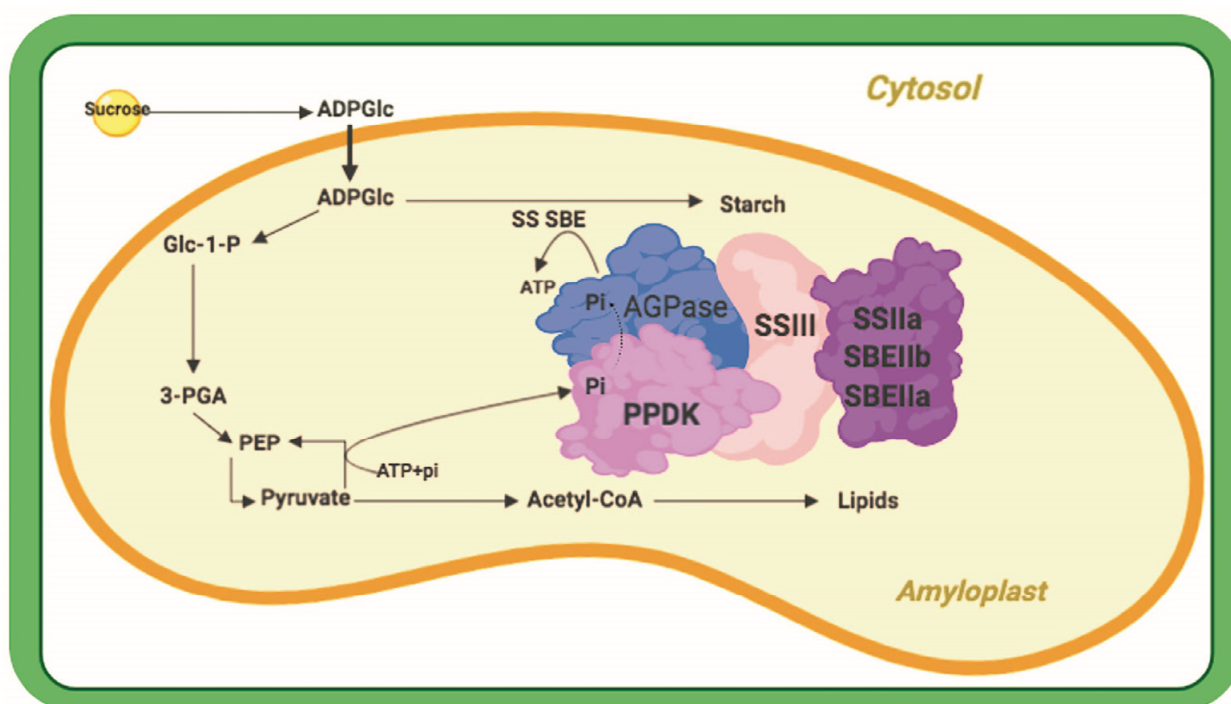 Cytosol
Sucrose
ADPGlc
ADPGlc
Starch
SS SBE
Glc-1-P
ATP
Pi
AGPase
SSIII
SSIIa
SBEIIb
SBEIIa
3-PGA
Pi
PPDK
PEP
ATP+pi
Pyruvate
Acetyl-CoA
Lipids
Amyloplast